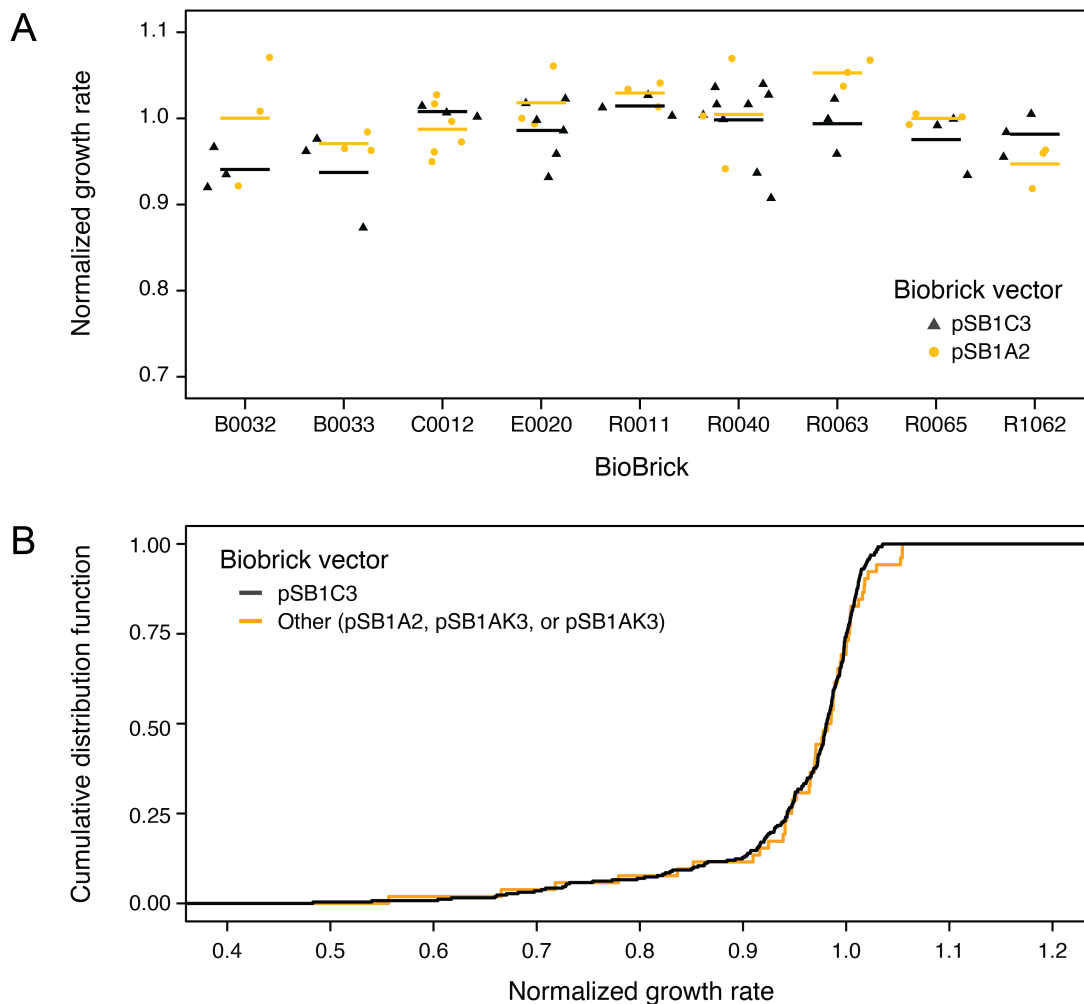 A
Normalized growth rate
1.1
1.0
0.9
0.8
0.7
Biobrick vector
pSB1C3
pSB1A2
B0032 B0033 C0012 E0020 R0011 R0040 R0063 R0065 R1062
BioBrick
B
Cumulative distribution function
1.00
0.75
0.50
0.25
0.00
Biobrick vector
pSB1C3
Other (pSB1A2, pSB1AK3, or pSB1AK3)
0.4 0.5 0.6 0.7 0.8 0.9 1.0 1.1 1.2
Normalized growth rate